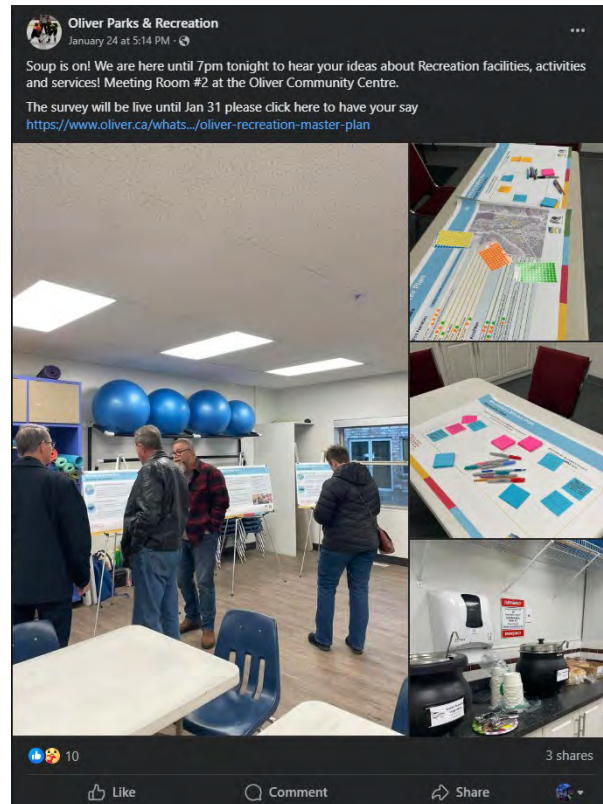 Oliver Parks & Recreation
January 24 at 5:14 PM ·
Soup is on! We are here until 7pm tonight to hear your ideas about Recreation facilities, activities
and services! Meeting Room #2 at the Oliver Community Centre.
The survey will be live until Jan 31 please click here to have your say
https://www.oliver.ca/whats.../oliver-recreation-master-plan
10
3 shares
Like
Comment
Share